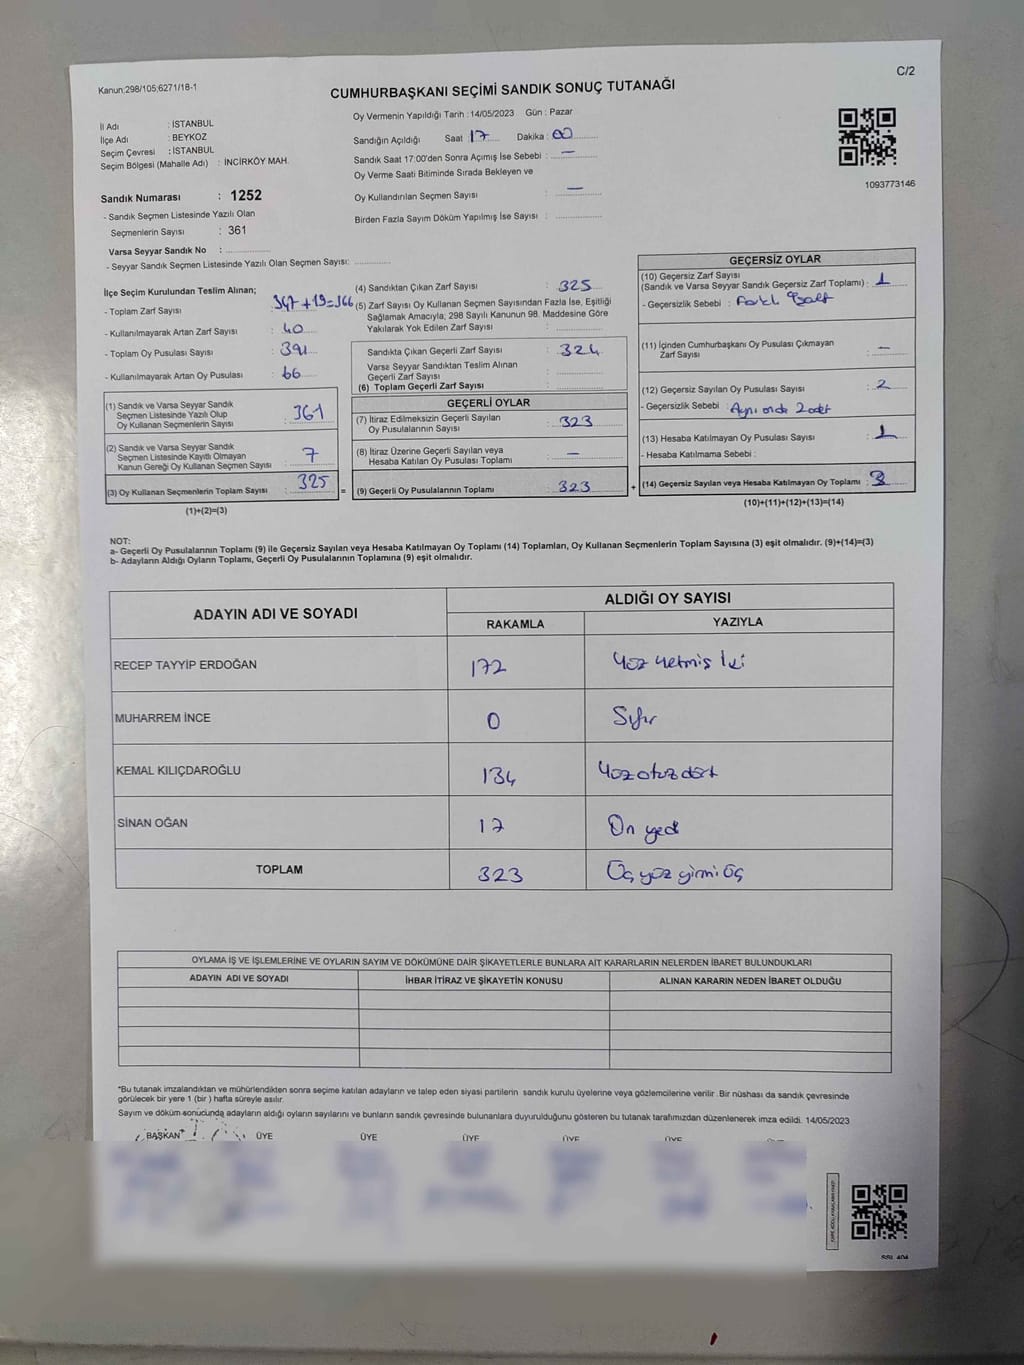 Kanun;298/105;6271/18-1
C/2
CUMHURBAŞKANI SEÇİMİ SANDIK SONUÇ TUTANAĞI
İl Adı : İSTANBUL
İlçe Adı : BEYKOZ
Seçim Çevresi : İSTANBUL
Seçim Bölgesi (Mahalle Adı) : İNCİRKÖY MAH.
Sandık Numarası : 1252
- Sandık Seçmen Listesinde Yazılı Olan
Seçmenlerin Sayısı : 361
Varsa Seyyar Sandık No :
- Seyyar Sandık Seçmen Listesinde Yazılı Olan Seçmen Sayısı:
Oy Vermenin Yapıldığı Tarih : 14/05/2023 Gün : Pazar
Sandığın Açıldığı Saat 17 Dakika : 00
Sandık Saat 17:00'den Sonra Açımış İse Sebebi : —
Oy Verme Saati Bitiminde Sırada Bekleyen ve
Oy Kullandırılan Seçmen Sayısı : —
Birden Fazla Sayım Döküm Yapılmış İse Sayısı :
1093773146
İlçe Seçim Kurulundan Teslim Alınan;
- Toplam Zarf Sayısı : 347+19=366
- Kullanılmayarak Artan Zarf Sayısı : 40
- Toplam Oy Pusulası Sayısı : 391
- Kullanılmayarak Artan Oy Pusulası : 66
(1) Sandık ve Varsa Seyyar Sandık
Seçmen Listesinde Yazılı Olup
Oy Kullanan Seçmenlerin Sayısı : 361
(2) Sandık ve Varsa Seyyar Sandık
Seçmen Listesinde Kayıtlı Olmayan
Kanun Gereği Oy Kullanan Seçmen Sayısı : 7
(3) Oy Kullanan Seçmenlerin Toplam Sayısı : 325 =
(1)+(2)=(3)
(4) Sandıktan Çıkan Zarf Sayısı : 325
(5) Zarf Sayısı Oy Kullanan Seçmen Sayısından Fazla İse, Eşitliği
Sağlamak Amacıyla; 298 Sayılı Kanunun 98. Maddesine Göre
Yakılarak Yok Edilen Zarf Sayısı :
Sandıkta Çıkan Geçerli Zarf Sayısı : 324
Varsa Seyyar Sandıktan Teslim Alınan
Geçerli Zarf Sayısı :
(6) Toplam Geçerli Zarf Sayısı :
GEÇERLİ OYLAR
(7) İtiraz Edilmeksizin Geçerli Sayılan
Oy Pusulalarının Sayısı : 323
(8) İtiraz Üzerine Geçerli Sayılan veya
Hesaba Katılan Oy Pusulası Toplamı : —
(9) Geçerli Oy Pusulalarının Toplamı : 323 +
GEÇERSİZ OYLAR
(10) Geçersiz Zarf Sayısı
(Sandık ve Varsa Seyyar Sandık Geçersiz Zarf Toplamı) : 1
- Geçersizlik Sebebi : Farklı
(11) İçinden Cumhurbaşkanı Oy Pusulası Çıkmayan
Zarf Sayısı : —
(12) Geçersiz Sayılan Oy Pusulası Sayısı : 2
- Geçersizlik Sebebi : Aynı anda 2 adet
(13) Hesaba Katılmayan Oy Pusulası Sayısı : 1
- Hesaba Katılmama Sebebi :
(14) Geçersiz Sayılan veya Hesaba Katılmayan Oy Toplamı : 3
(10)+(11)+(12)+(13)=(14)
NOT:
a- Geçerli Oy Pusulalarının Toplamı (9) ile Geçersiz Sayılan veya Hesaba Katılmayan Oy Toplamı (14) Toplamları, Oy Kullanan Seçmenlerin Toplam Sayısına (3) eşit olmalıdır. (9)+(14)=(3)
b- Adayların Aldığı Oyların Toplamı, Geçerli Oy Pusulalarının Toplamına (9) eşit olmalıdır.
ADAYIN ADI VE SOYADI
ALDIĞI OY SAYISI
RAKAMLA YAZIYLA
RECEP TAYYİP ERDOĞAN 172 Yüz yetmiş iki
MUHARREM İNCE 0 Sıfır
KEMAL KILIÇDAROĞLU 134 Yüz otuz dört
SİNAN OĞAN 17 On yedi
TOPLAM 323 Üç yüz yirmi üç
OYLAMA İŞ VE İŞLEMLERİNE VE OYLARIN SAYIM VE DÖKÜMÜNE DAİR ŞİKAYETLERLE BUNLARA AİT KARARLARIN NELERDEN İBARET BULUNDUKLARI
ADAYIN ADI VE SOYADI İHBAR İTİRAZ VE ŞİKAYETİN KONUSU ALINAN KARARIN NEDEN İBARET OLDUĞU
*Bu tutanak imzalandıktan ve mühürlendikten sonra seçime katılan adayların ve talep eden siyasi partilerin sandık kurulu üyelerine veya gözlemcilerine verilir .Bir nüshası da sandık çevresinde
görülecek bir yere 1 (bir ) hafta süreyle asılır.
Sayım ve döküm sonucunda adayların aldığı oyların sayılarını ve bunların sandık çevresinde bulunanlara duyurulduğunu gösteren bu tutanak tarafımızdan düzenlenerek imza edildi. 14/05/2023
BAŞKAN ÜYE ÜYE ÜYE ÜYE ÜYE